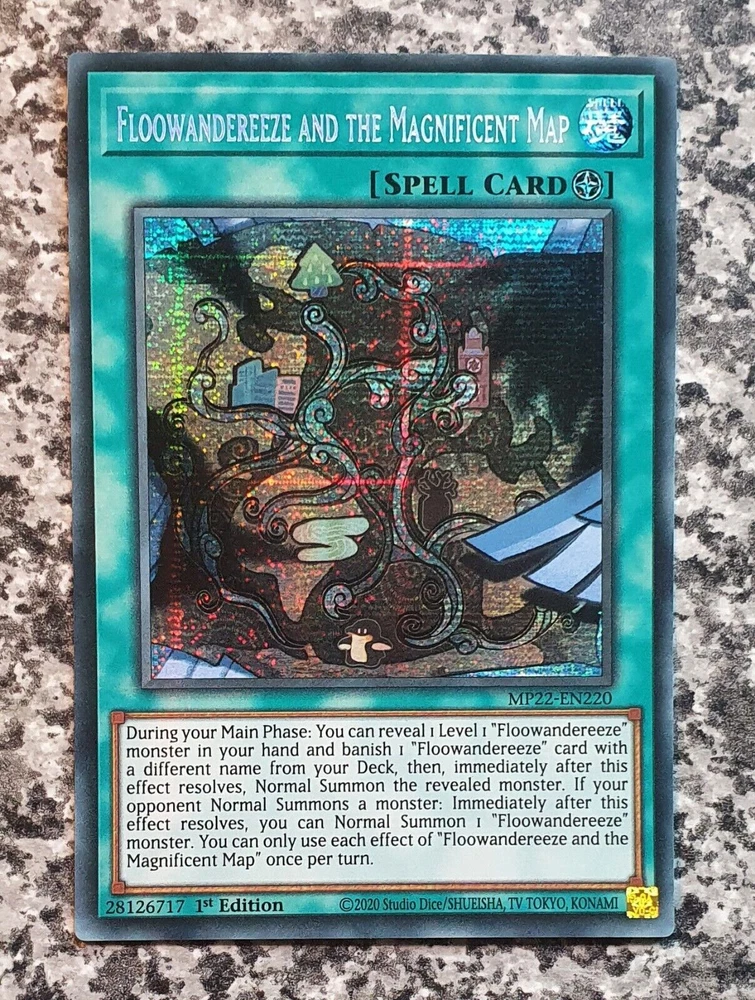 FLOOWANDEREEZE AND THE MAGNIFICENT MAP
SPELL
魔
[SPELL CARD]
MP22-EN220
During your Main Phase: You can reveal 1 Level 1 "Floowandereeze"
monster in your hand and banish 1 "Floowandereeze" card with
a different name from your Deck, then, immediately after this
effect resolves, Normal Summon the revealed monster. If your
opponent Normal Summons a monster: Immediately after this
effect resolves, you can Normal Summon 1 "Floowandereeze"
monster. You can only use each effect of "Floowandereeze and the
Magnificent Map" once per turn.
28126717 1st Edition ©2020 Studio Dice/SHUEISHA, TV TOKYO, KONAMI